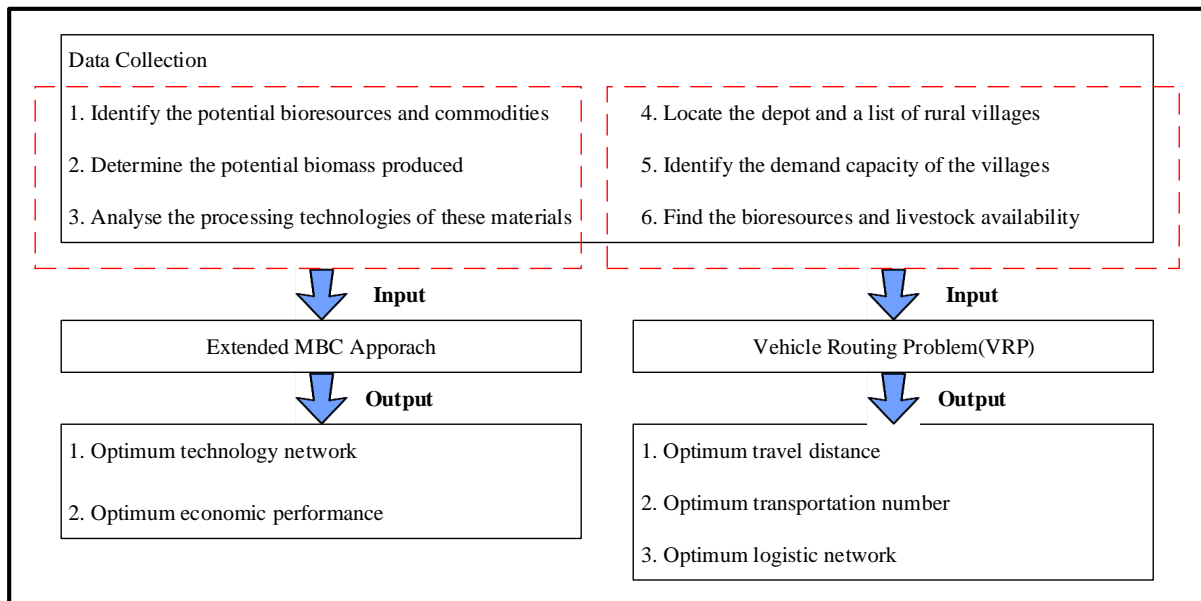 Data Collection
1. Identify the potential bioresources and commodities
2. Determine the potential biomass produced
3. Analyse the processing technologies of these materials
4. Locate the depot and a list of rural villages
5. Identify the demand capacity of the villages
6. Find the bioresources and livestock availability
Input
Input
Extended MBC Apporach
Vehicle Routing Problem(VRP)
Output
Output
1. Optimum technology network
2. Optimum economic performance
1. Optimum travel distance
2. Optimum transportation number
3. Optimum logistic network